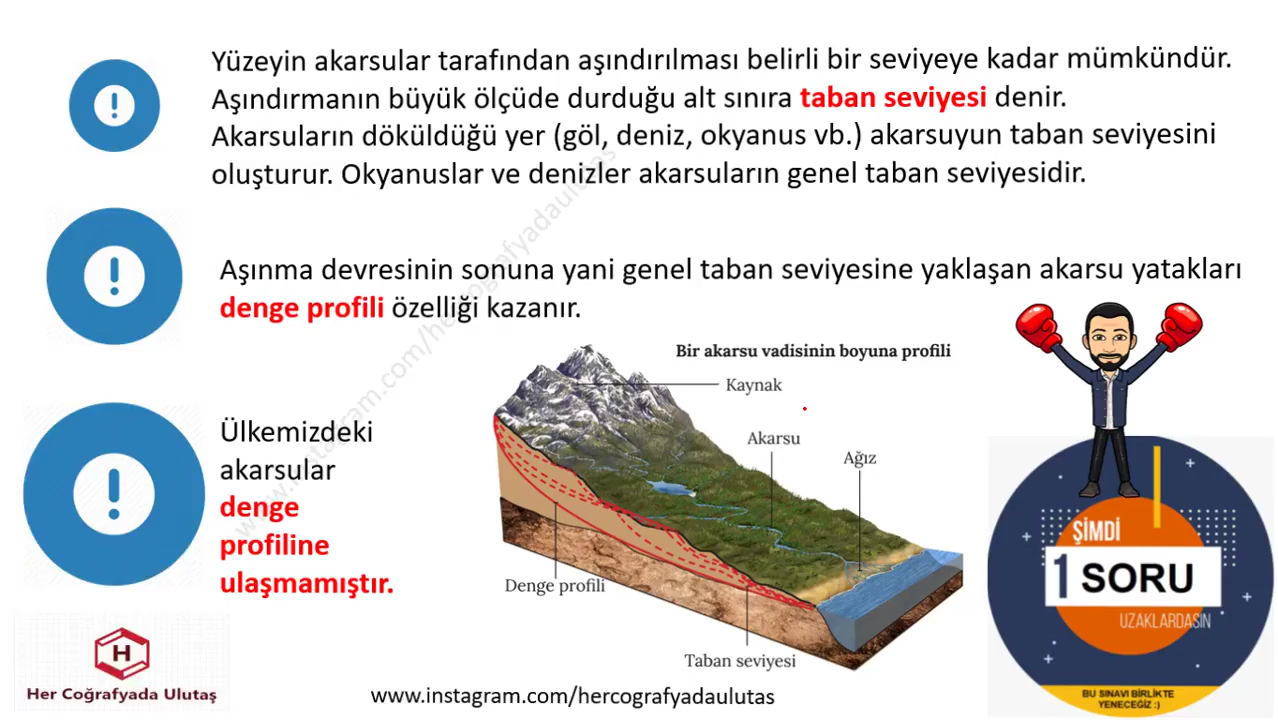 Yüzeyin akarsular tarafından aşındırılması belirli bir seviyeye kadar mümkündür.
Aşındırmanın büyük ölçüde durduğu alt sınıra taban seviyesi denir.
Akarsuların döküldüğü yer (göl, deniz, okyanus vb.) akarsuyun taban seviyesini
oluşturur. Okyanuslar ve denizler akarsuların genel taban seviyesidir.
Aşınma devresinin sonuna yani genel taban seviyesine yaklaşan akarsu yatakları
denge profili özelliği kazanır.
Ülkemizdeki
akarsular
denge
profiline
ulaşmamıştır.
Bir akarsu vadisinin boyuna profili
Kaynak
Akarsu
Ağız
Denge profili
Taban seviyesi
www.instagram.com/hercografyadaulutas
ŞİMDİ
1 SORU
UZAKLARDASIN
BU SINAVI BİRLİKTE
YENECEĞİZ :)
H
Her Coğrafyada Ulutaş
www.instagram.com/hercografyadaulutas